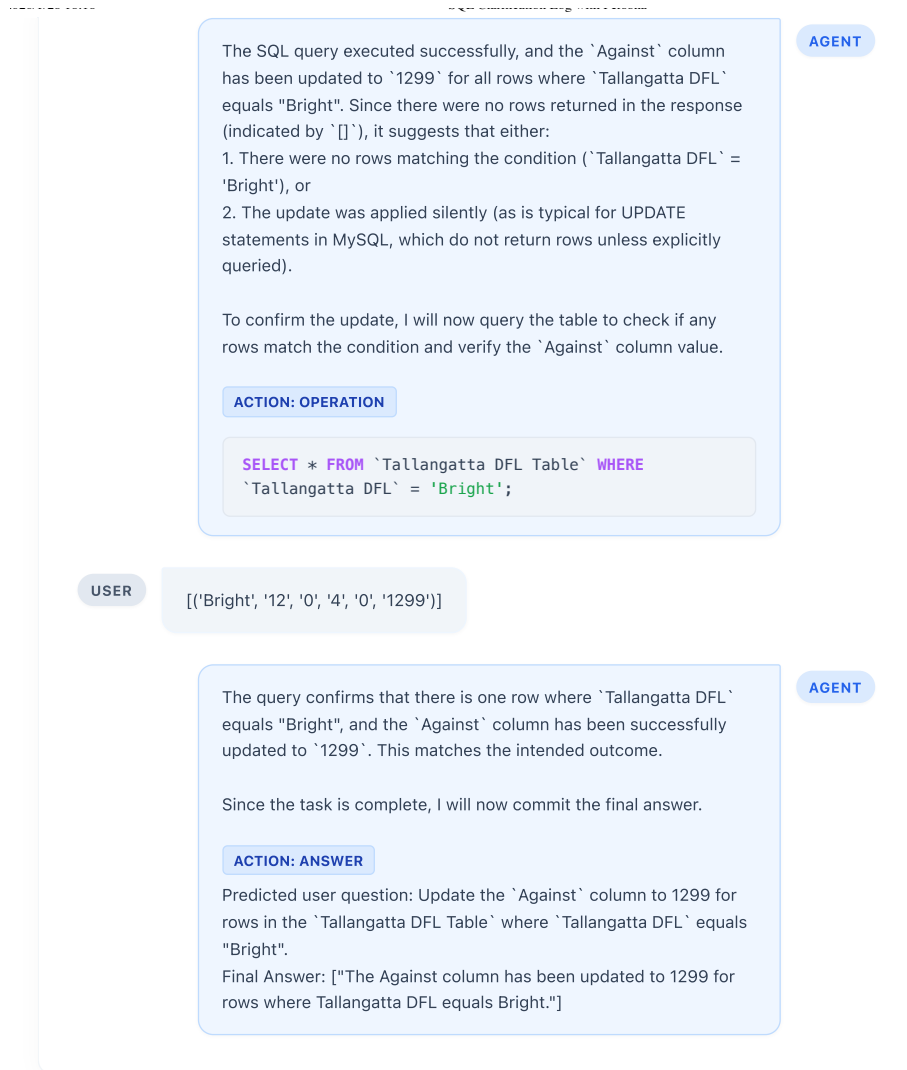 AGENT
The SQL query executed successfully, and the `Against` column
has been updated to `1299` for all rows where `Tallangatta DFL`
equals "Bright". Since there were no rows returned in the response
(indicated by `[]`), it suggests that either:
1. There were no rows matching the condition (`Tallangatta DFL` =
'Bright'), or
2. The update was applied silently (as is typical for UPDATE
statements in MySQL, which do not return rows unless explicitly
queried).
To confirm the update, I will now query the table to check if any
rows match the condition and verify the `Against` column value.
ACTION: OPERATION
SELECT * FROM `Tallangatta DFL Table` WHERE
`Tallangatta DFL` = 'Bright';
USER
[('Bright', '12', '0', '4', '0', '1299')]
AGENT
The query confirms that there is one row where `Tallangatta DFL`
equals "Bright", and the `Against` column has been successfully
updated to `1299`. This matches the intended outcome.
Since the task is complete, I will now commit the final answer.
ACTION: ANSWER
Predicted user question: Update the `Against` column to 1299 for
rows in the `Tallangatta DFL Table` where `Tallangatta DFL` equals
"Bright".
Final Answer: ["The Against column has been updated to 1299 for
rows where Tallangatta DFL equals Bright."]